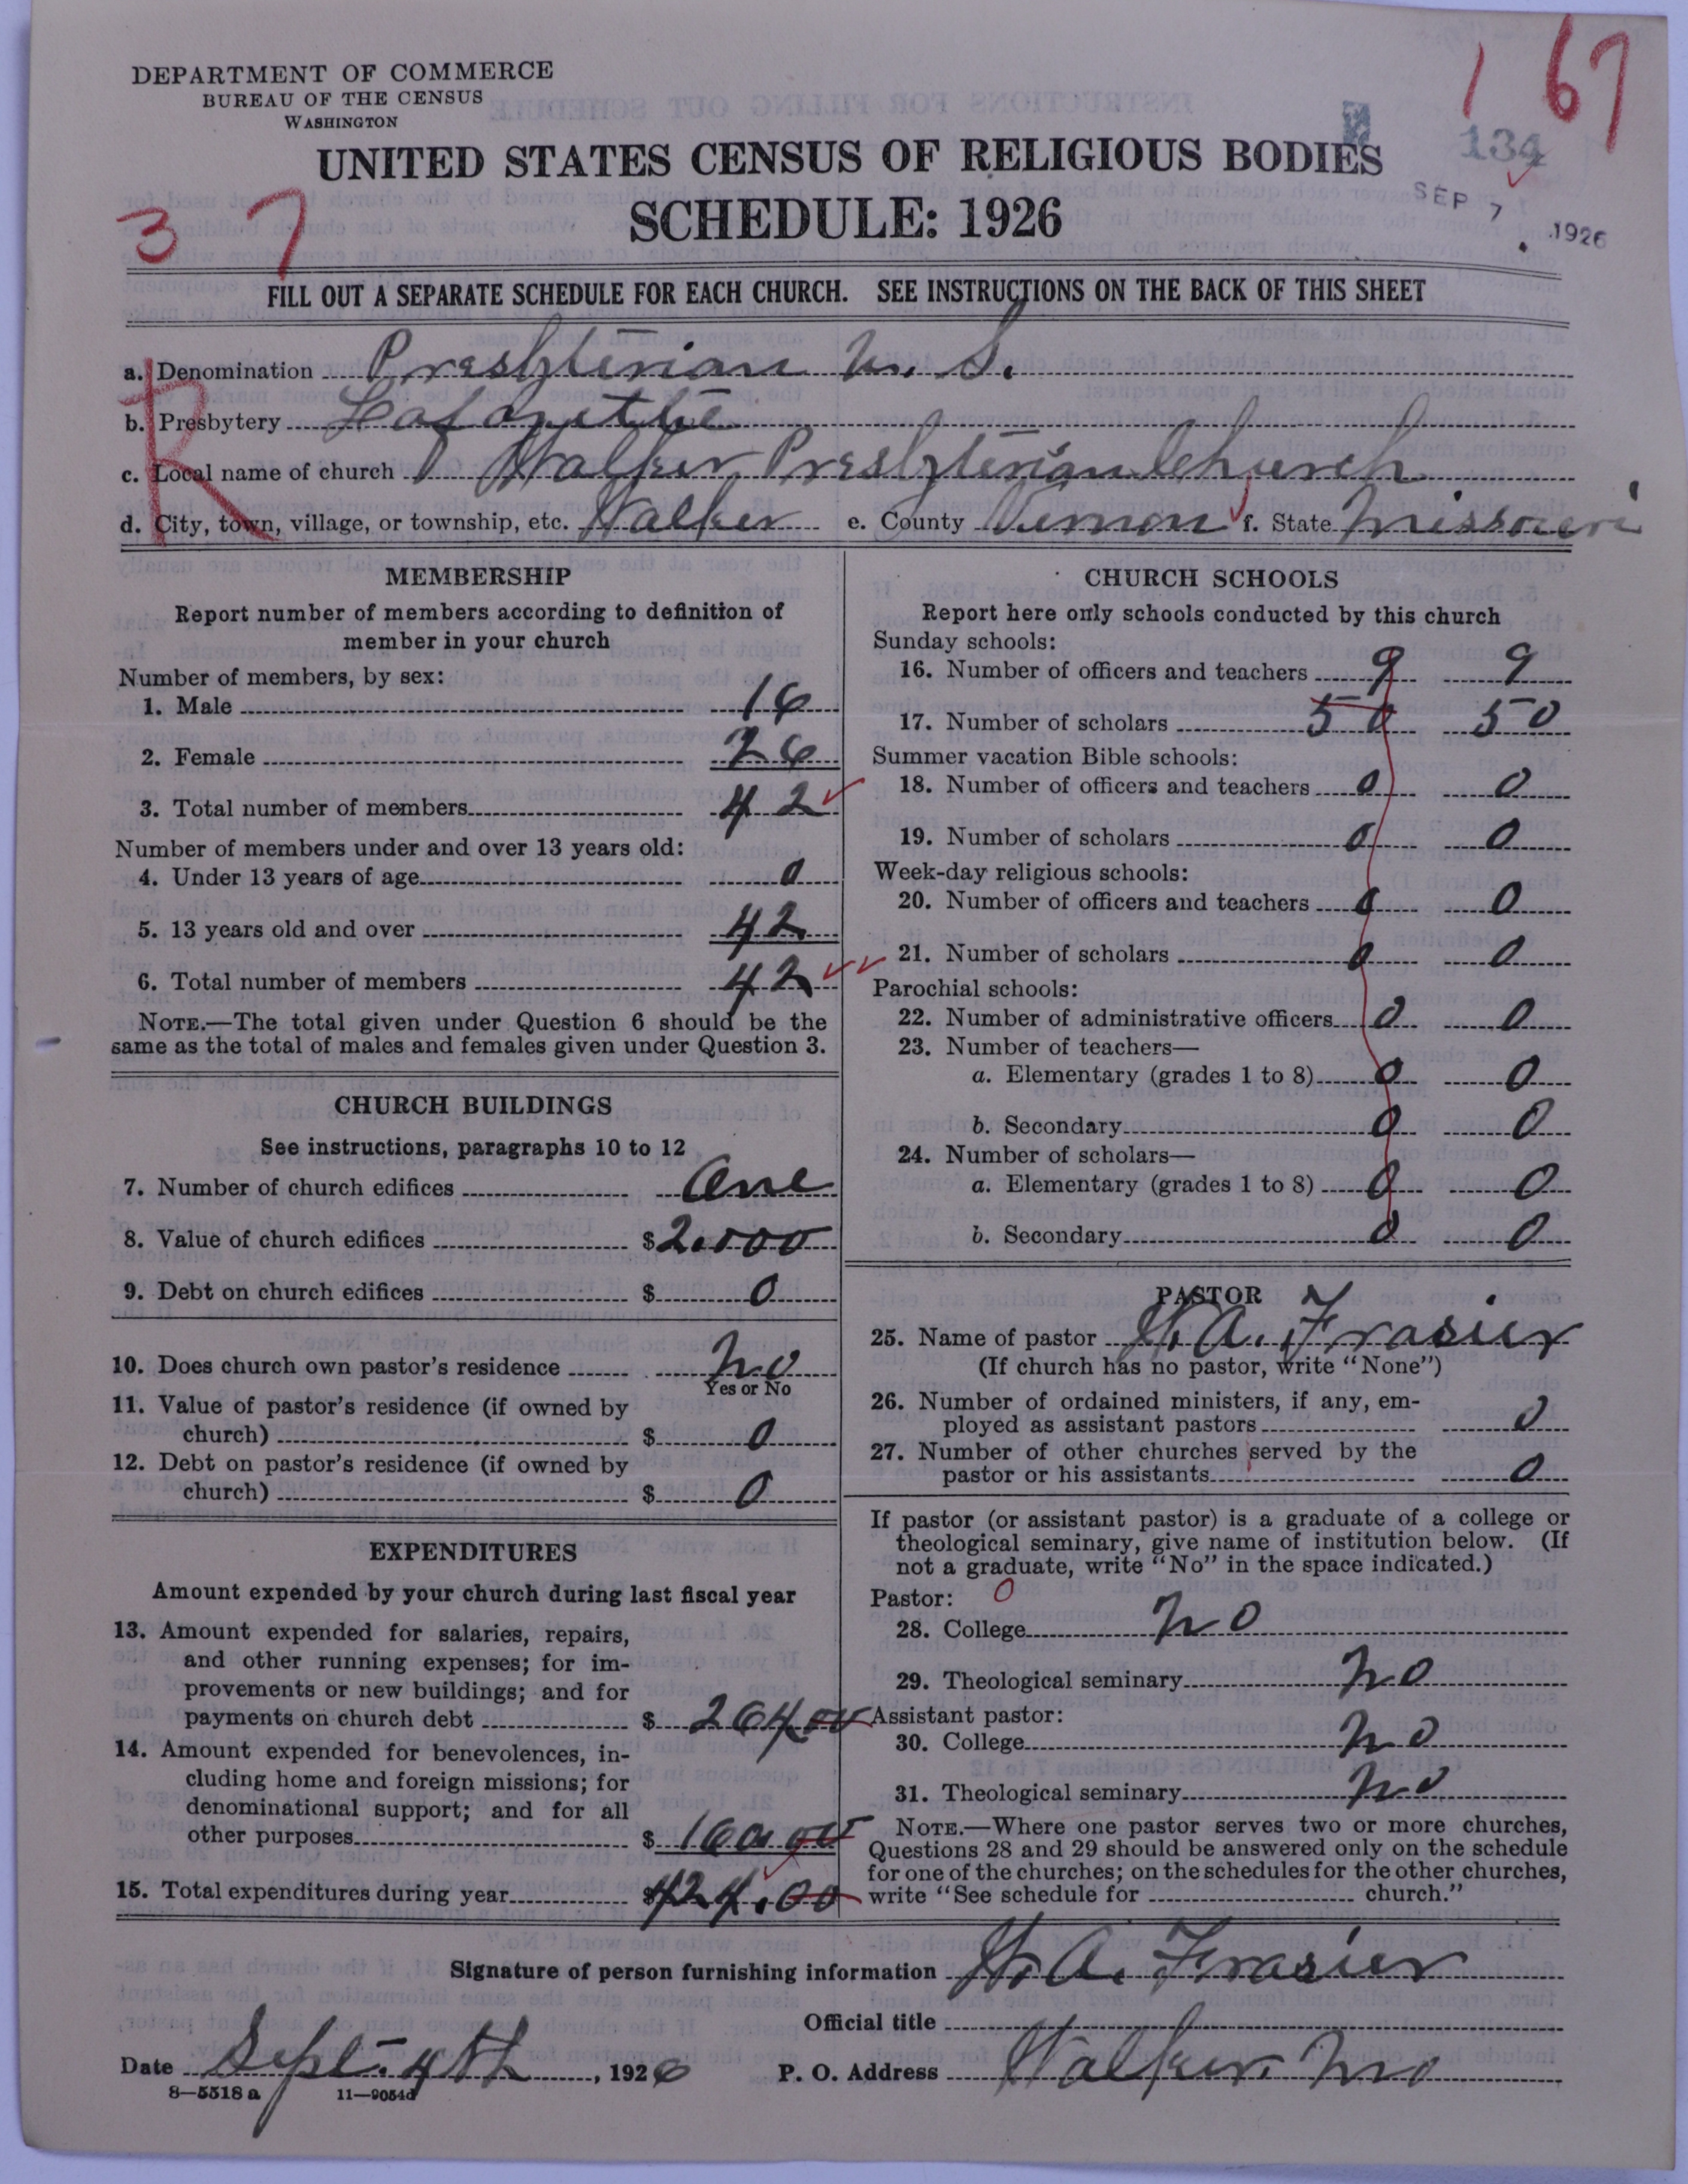 1 67
DEPARTMENT OF COMMERCE
BUREAU OF THE CENSUS
WASHINGTON
134
UNITED STATES CENSUS OF RELIGIOUS BODIES
SEP 7 1926
3 7
SCHEDULE: 1926
FILL OUT A SEPARATE SCHEDULE FOR EACH CHURCH. SEE INSTRUCTIONS ON THE BACK OF THIS SHEET
R
a. Denomination Presbyterian U. S.
b. Presbytery Lafayette
c. Local name of church Walker Presbyterian Church
d. City, town, village, or township, etc. Walker e. County Vernon f. State Missouri
MEMBERSHIP
Report number of members according to definition of
member in your church
Number of members, by sex:
1. Male 16
2. Female 26
3. Total number of members 42
Number of members under and over 13 years old:
4. Under 13 years of age 0
5. 13 years old and over 42
6. Total number of members 42
NOTE.—The total given under Question 6 should be the
same as the total of males and females given under Question 3.
CHURCH BUILDINGS
See instructions, paragraphs 10 to 12
7. Number of church edifices One
8. Value of church edifices $ 2.000
9. Debt on church edifices $ 0
10. Does church own pastor's residence no
Yes or No
11. Value of pastor's residence (if owned by
church) $ 0
12. Debt on pastor's residence (if owned by
church) $ 0
EXPENDITURES
Amount expended by your church during last fiscal year
13. Amount expended for salaries, repairs,
and other running expenses; for im-
provements or new buildings; and for
payments on church debt $ 264.00
14. Amount expended for benevolences, in-
cluding home and foreign missions; for
denominational support; and for all
other purposes $ 160.00
15. Total expenditures during year $ 424.00
CHURCH SCHOOLS
Report here only schools conducted by this church
Sunday schools:
16. Number of officers and teachers 9 9
17. Number of scholars 50 50
Summer vacation Bible schools:
18. Number of officers and teachers 0 0
19. Number of scholars 0 0
Week-day religious schools:
20. Number of officers and teachers 0 0
21. Number of scholars 0 0
Parochial schools:
22. Number of administrative officers 0 0
23. Number of teachers—
a. Elementary (grades 1 to 8) 0 0
b. Secondary 0 0
24. Number of scholars—
a. Elementary (grades 1 to 8) 0 0
b. Secondary 0 0
PASTOR
25. Name of pastor W. A. Frasier
(If church has no pastor, write "None")
26. Number of ordained ministers, if any, em-
ployed as assistant pastors 0
27. Number of other churches served by the
pastor or his assistants 0
If pastor (or assistant pastor) is a graduate of a college or
theological seminary, give name of institution below. (If
not a graduate, write "No" in the space indicated.)
Pastor: 0
28. College no
29. Theological seminary no
Assistant pastor:
30. College no
31. Theological seminary no
NOTE.—Where one pastor serves two or more churches,
Questions 28 and 29 should be answered only on the schedule
for one of the churches; on the schedules for the other churches,
write "See schedule for church."
Signature of person furnishing information W. A. Frasier
Official title
Date Sept. 4th, 1926 P. O. Address Walker Mo
8-5518 a 11-9054d